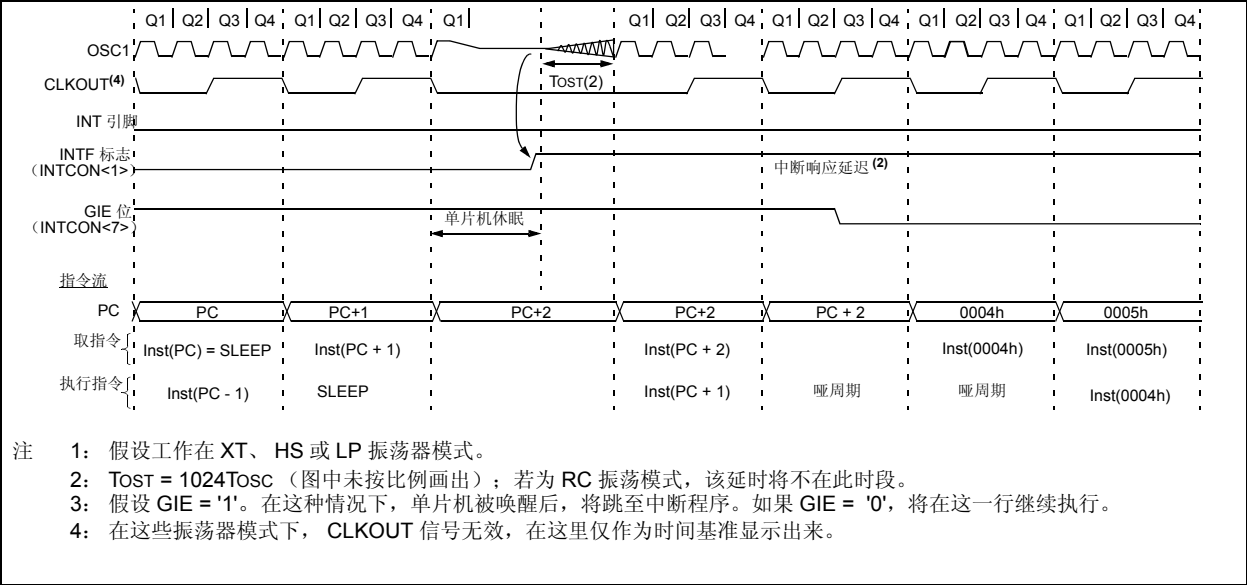 Q1 Q2 Q3 Q4 Q1 Q2 Q3 Q4 Q1 Q1 Q2 Q3 Q4 Q1 Q2 Q3 Q4 Q1 Q2 Q3 Q4 Q1 Q2 Q3 Q4
OSC1
CLKOUT(4)
TOST(2)
INT 引脚
INTF 标志
(INTCON<1>)
中断响应延迟(2)
GIE 位
(INTCON<7>)
单片机休眠
指令流
PC PC PC+1 PC+2 PC+2 PC + 2 0004h 0005h
取指令 Inst(PC) = SLEEP Inst(PC + 1) Inst(PC + 2) Inst(0004h) Inst(0005h)
执行指令 Inst(PC - 1) SLEEP Inst(PC + 1) 哑周期 哑周期 Inst(0004h)
注 1: 假设工作在 XT、 HS 或 LP 振荡器模式。
2: TOST = 1024TOSC (图中未按比例画出);若为 RC 振荡模式,该延时将不在此时段。
3: 假设 GIE = '1'。在这种情况下,单片机被唤醒后,将跳至中断程序。如果 GIE = '0',将在这一行继续执行。
4: 在这些振荡器模式下, CLKOUT 信号无效,在这里仅作为时间基准显示出来。